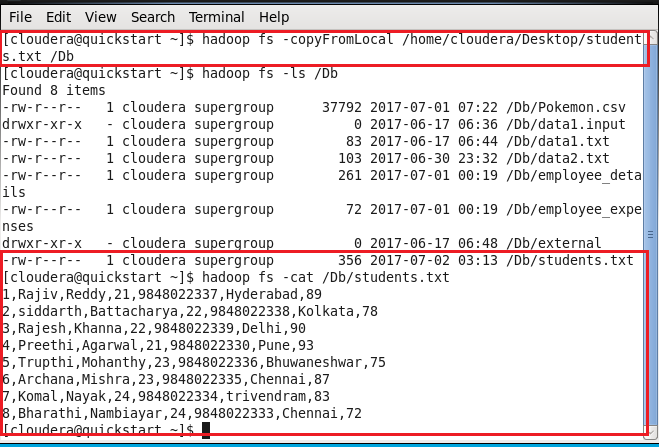 File Edit View Search Terminal Help
[cloudera@quickstart ~]$ hadoop fs -copyFromLocal /home/cloudera/Desktop/student
s.txt /Db
[cloudera@quickstart ~]$ hadoop fs -ls /Db
Found 8 items
-rw-r--r-- 1 cloudera supergroup 37792 2017-07-01 07:22 /Db/Pokemon.csv
drwxr-xr-x - cloudera supergroup 0 2017-06-17 06:36 /Db/data1.input
-rw-r--r-- 1 cloudera supergroup 83 2017-06-17 06:44 /Db/data1.txt
-rw-r--r-- 1 cloudera supergroup 103 2017-06-30 23:32 /Db/data2.txt
-rw-r--r-- 1 cloudera supergroup 261 2017-07-01 00:19 /Db/employee_deta
ils
-rw-r--r-- 1 cloudera supergroup 72 2017-07-01 00:19 /Db/employee_expe
nses
drwxr-xr-x - cloudera supergroup 0 2017-06-17 06:48 /Db/external
-rw-r--r-- 1 cloudera supergroup 356 2017-07-02 03:13 /Db/students.txt
[cloudera@quickstart ~]$ hadoop fs -cat /Db/students.txt
1,Rajiv,Reddy,21,9848022337,Hyderabad,89
2,siddarth,Battacharya,22,9848022338,Kolkata,78
3,Rajesh,Khanna,22,9848022339,Delhi,90
4,Preethi,Agarwal,21,9848022330,Pune,93
5,Trupthi,Mohanthy,23,9848022336,Bhuwaneshwar,75
6,Archana,Mishra,23,9848022335,Chennai,87
7,Komal,Nayak,24,9848022334,trivendram,83
8,Bharathi,Nambiayar,24,9848022333,Chennai,72
[cloudera@quickstart ~]$